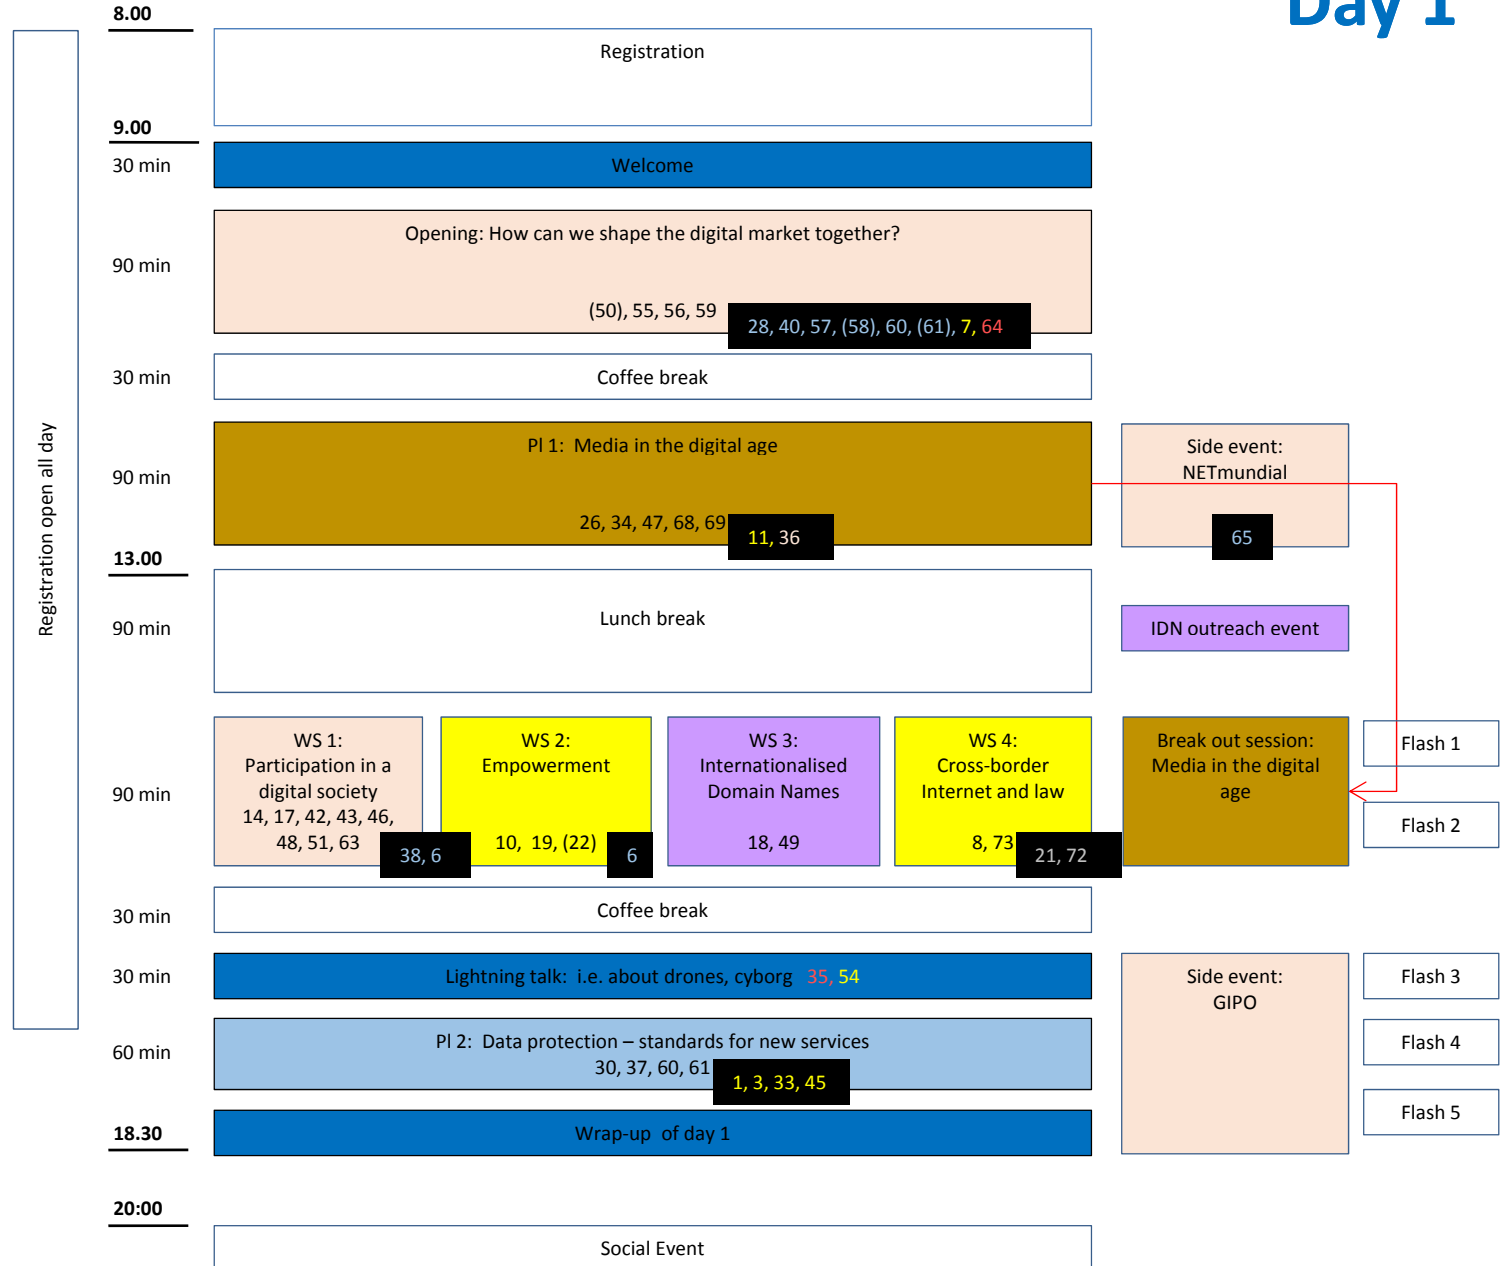 Day 1
8.00
Registration
Registration open all day
9.00
30 min
Welcome
Opening: How can we shape the digital market together?
90 min
(50), 55, 56, 59
28, 40, 57, (58), 60, (61), 7, 64
30 min
Coffee break
Pl 1: Media in the digital age
90 min
26, 34, 47, 68, 69
11, 36
Side event:
NETmundial
65
13.00
90 min
Lunch break
IDN outreach event
90 min
WS 1:
Participation in a
digital society
14, 17, 42, 43, 46,
48, 51, 63
38, 6
WS 2:
Empowerment
10, 19, (22)
6
WS 3:
Internationalised
Domain Names
18, 49
WS 4:
Cross-border
Internet and law
8, 73
21, 72
Break out session:
Media in the digital
age
Flash 1
Flash 2
30 min
Coffee break
30 min
Lightning talk: i.e. about drones, cyborg 35, 54
Side event:
GIPO
Flash 3
60 min
Pl 2: Data protection – standards for new services
30, 37, 60, 61
1, 3, 33, 45
Flash 4
Flash 5
18.30
Wrap-up of day 1
20:00
Social Event